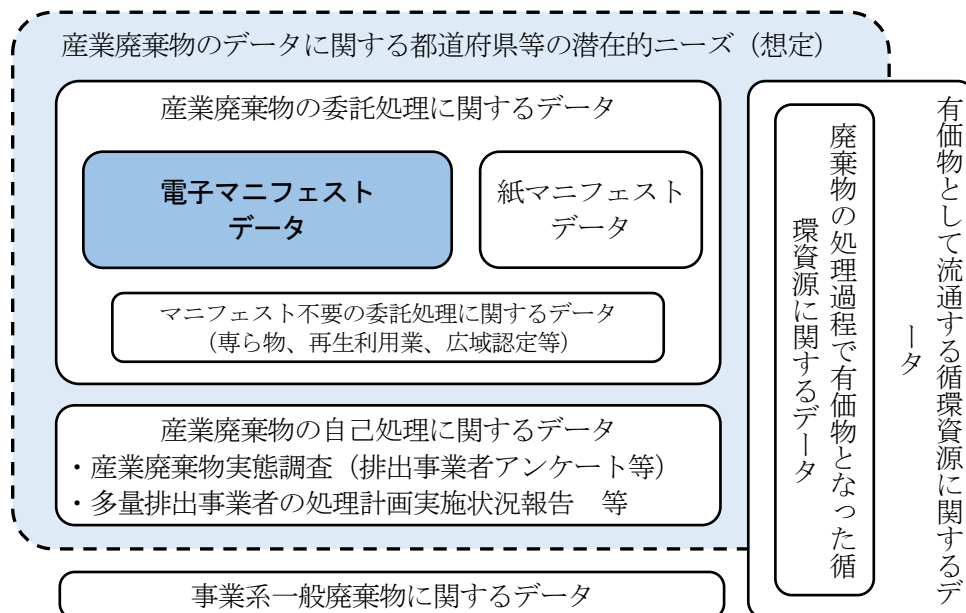 産業廃棄物のデータに関する都道府県等の潜在的ニーズ（想定）
産業廃棄物の委託処理に関するデータ
電子マニフェスト
データ
紙マニフェスト
データ
マニフェスト不要の委託処理に関するデータ
（専ら物、再生利用業、広域認定等）
産業廃棄物の自己処理に関するデータ
・産業廃棄物実態調査（排出事業者アンケート等）
・多量排出事業者の処理計画実施状況報告　等
事業系一般廃棄物に関するデータ
有価物として流通する循環資源に関するデ
ータ
廃棄物の処理過程で有価物となった循
環資源に関するデータ